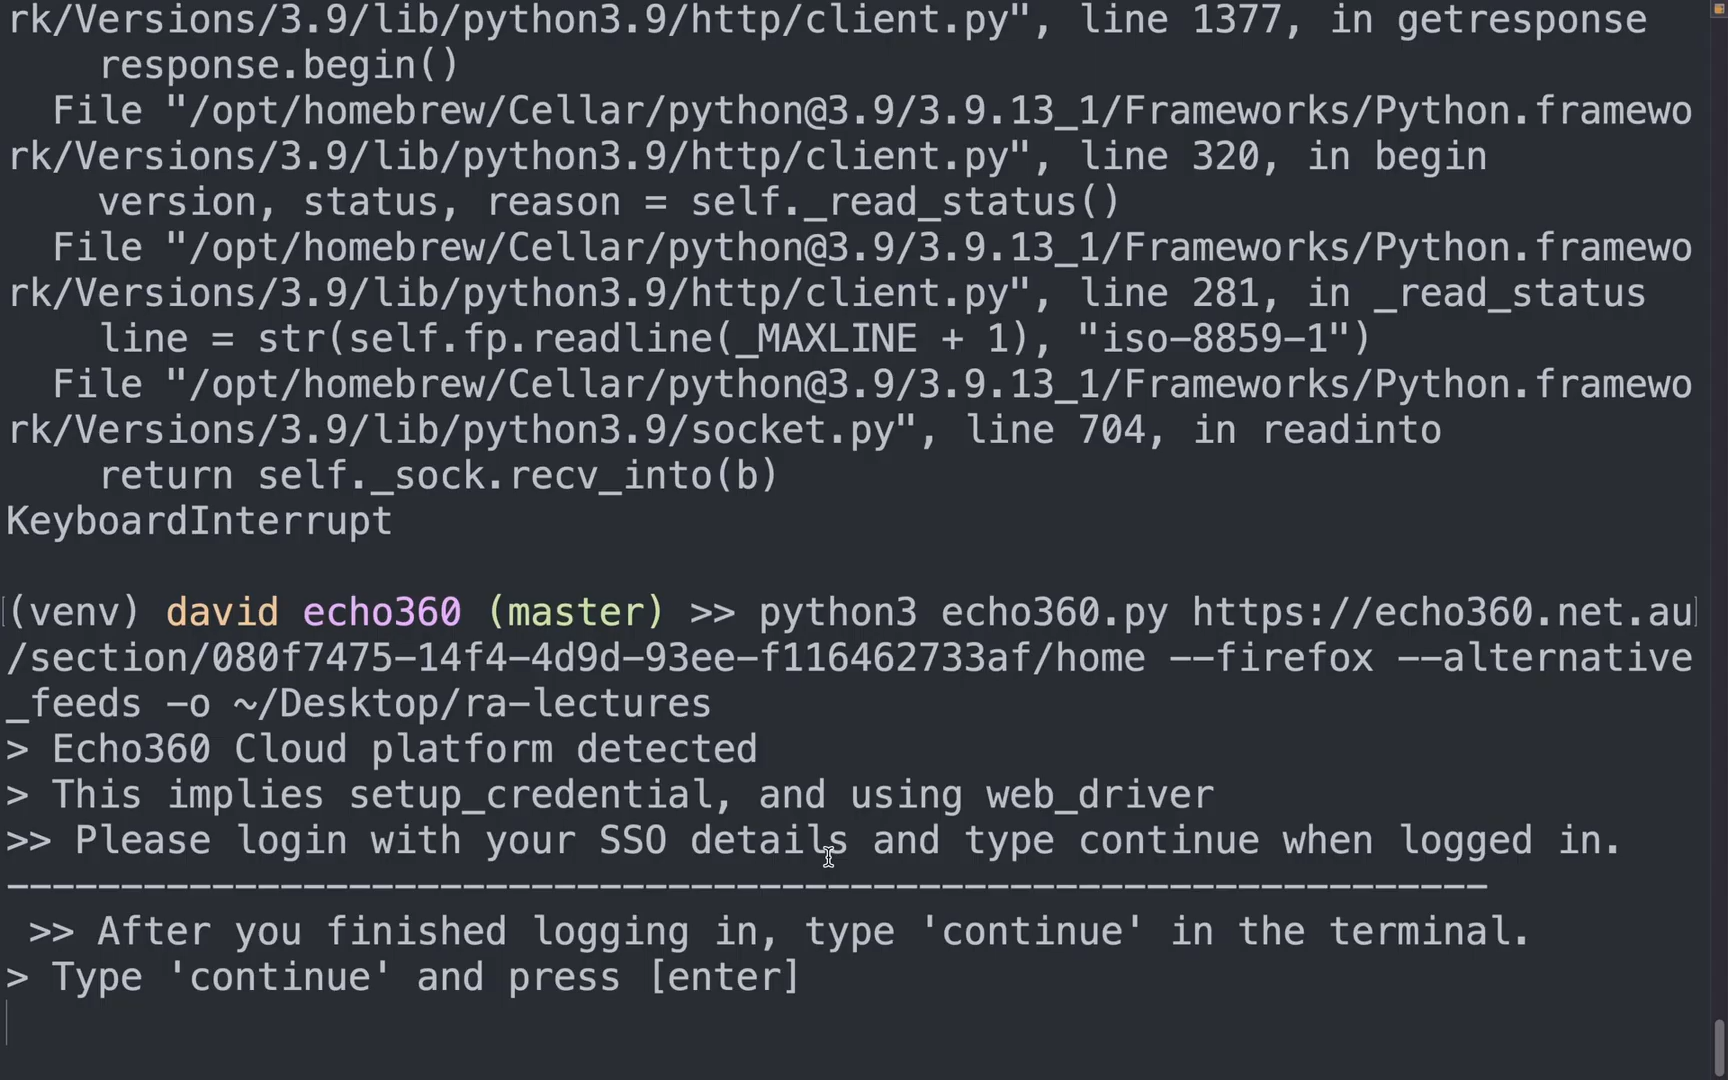 rk/Versions/3.9/lib/python3.9/http/client.py", line 1377, in getresponse
    response.begin()
  File "/opt/homebrew/Cellar/python@3.9/3.9.13_1/Frameworks/Python.framewo
rk/Versions/3.9/lib/python3.9/http/client.py", line 320, in begin
    version, status, reason = self._read_status()
  File "/opt/homebrew/Cellar/python@3.9/3.9.13_1/Frameworks/Python.framewo
rk/Versions/3.9/lib/python3.9/http/client.py", line 281, in _read_status
    line = str(self.fp.readline(_MAXLINE + 1), "iso-8859-1")
  File "/opt/homebrew/Cellar/python@3.9/3.9.13_1/Frameworks/Python.framewo
rk/Versions/3.9/lib/python3.9/socket.py", line 704, in readinto
    return self._sock.recv_into(b)
KeyboardInterrupt

(venv) david echo360 (master) >> python3 echo360.py https://echo360.net.au
/section/080f7475-14f4-4d9d-93ee-f116462733af/home --firefox --alternative
_feeds -o ~/Desktop/ra-lectures
> Echo360 Cloud platform detected
> This implies setup_credential, and using web_driver
>> Please login with your SSO details and type continue when logged in.
-----------------------------------------------------------------
 >> After you finished logging in, type 'continue' in the terminal.
> Type 'continue' and press [enter]